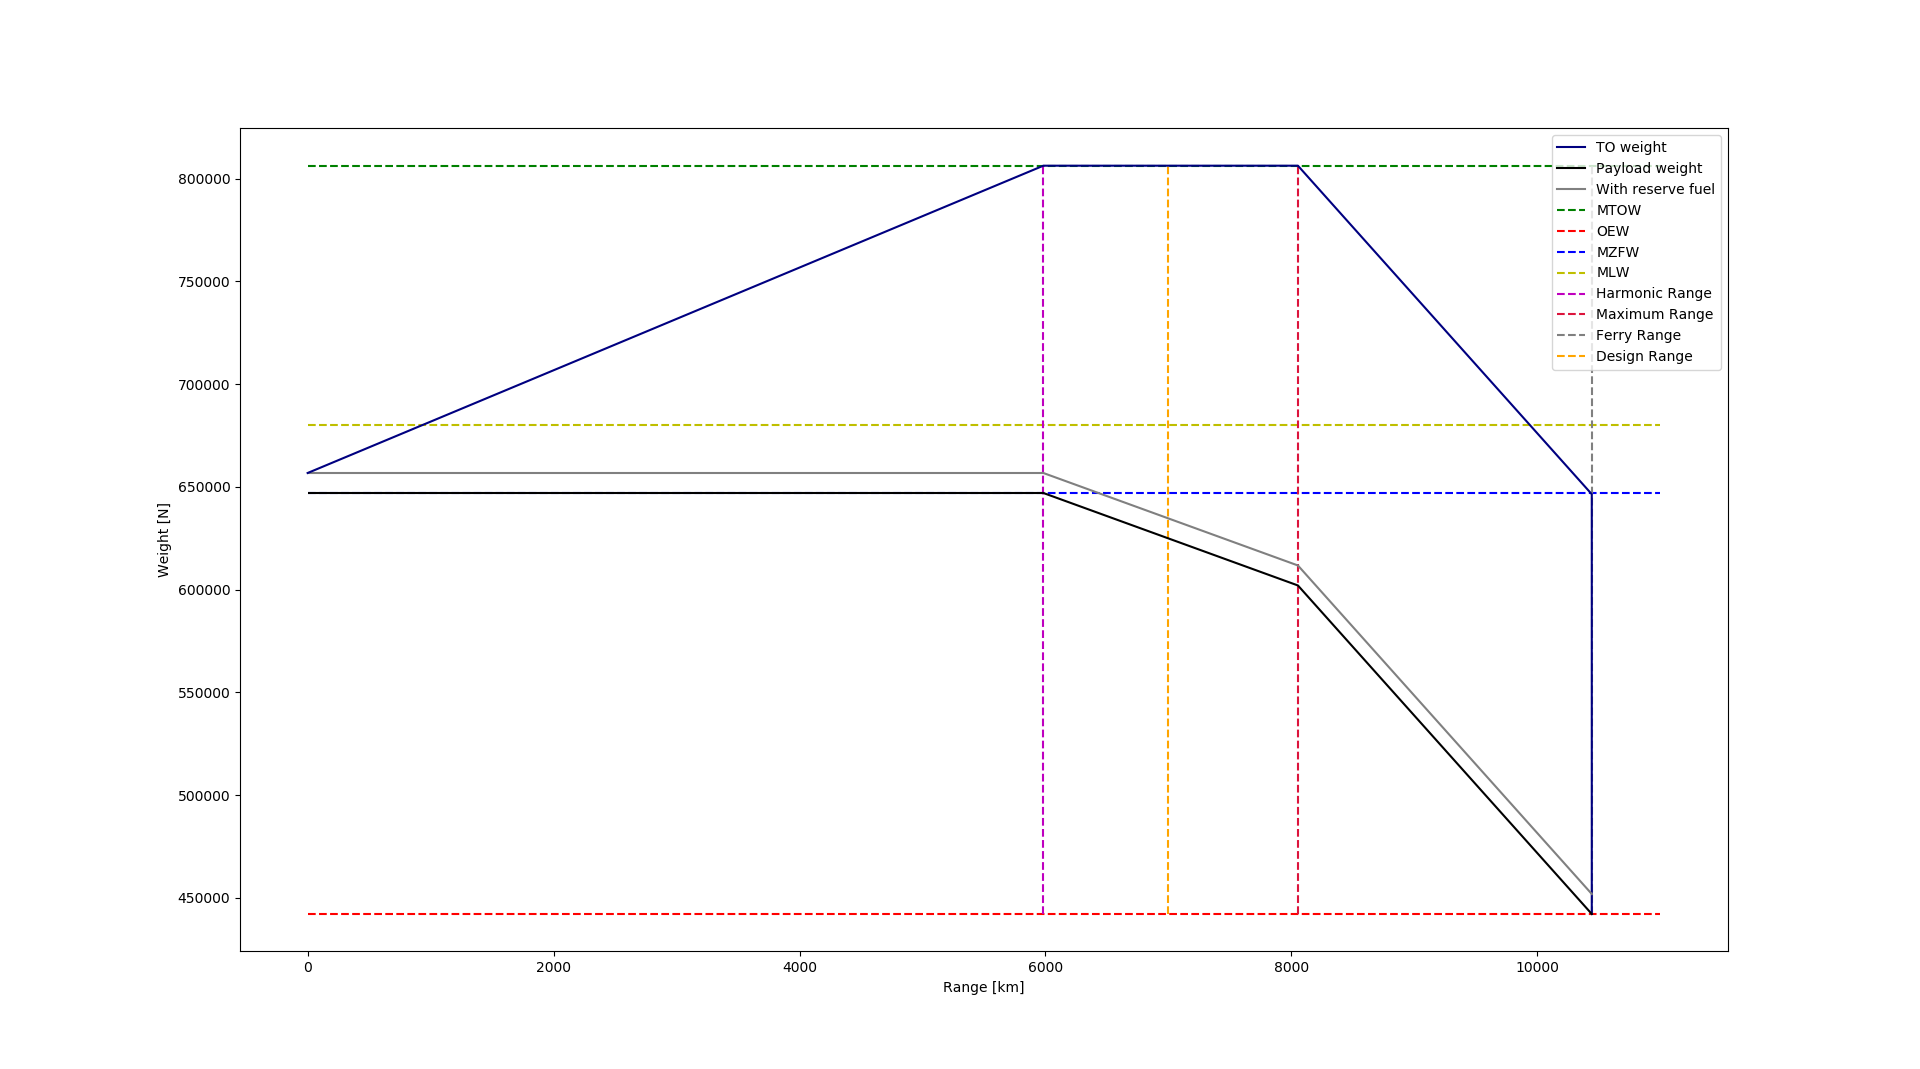 TO weight
Payload weight
With reserve fuel
MTOW
OEW
MZFW
MLW
Harmonic Range
Maximum Range
Ferry Range
Design Range
800000
750000
700000
650000
600000
550000
500000
450000
Weight [N]
0 2000 4000 6000 8000 10000
Range [km]